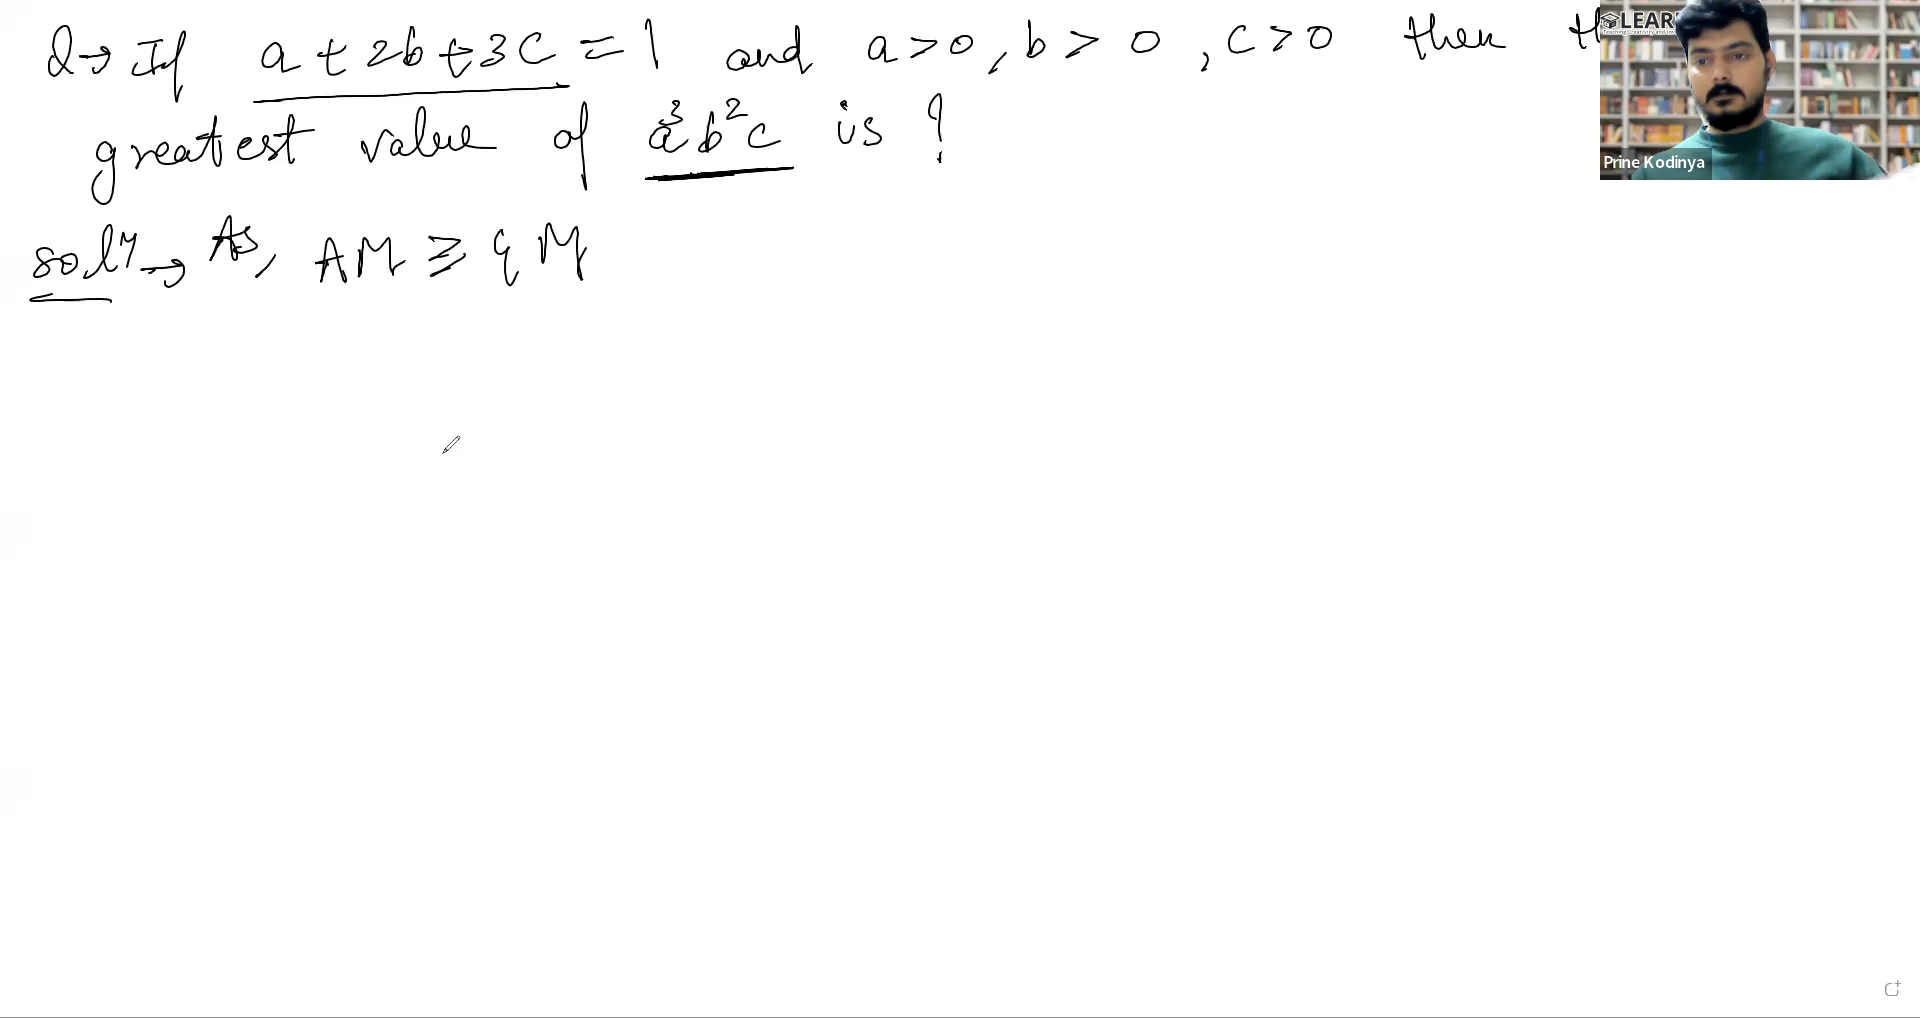 Q → If a + 2b + 3c = 1 and a > 0, b > 0, c > 0 then
greatest value of a³b²c is ?
solⁿ → As, AM ≥ GM
LEAR
Prine Kodinya